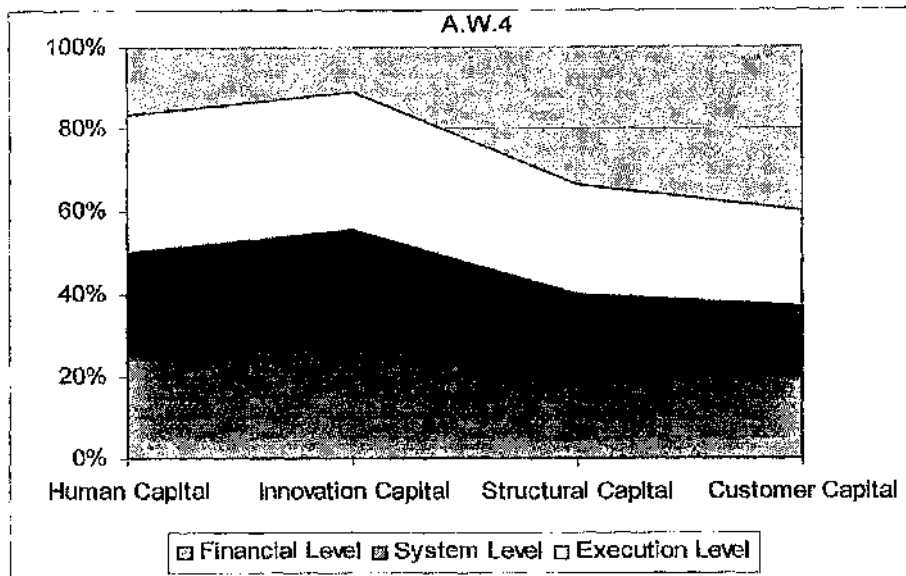 A.W.4
100%
80%
60%
40%
20%
0%
Human Capital Innovation Capital Structural Capital Customer Capital
Financial Level System Level Execution Level